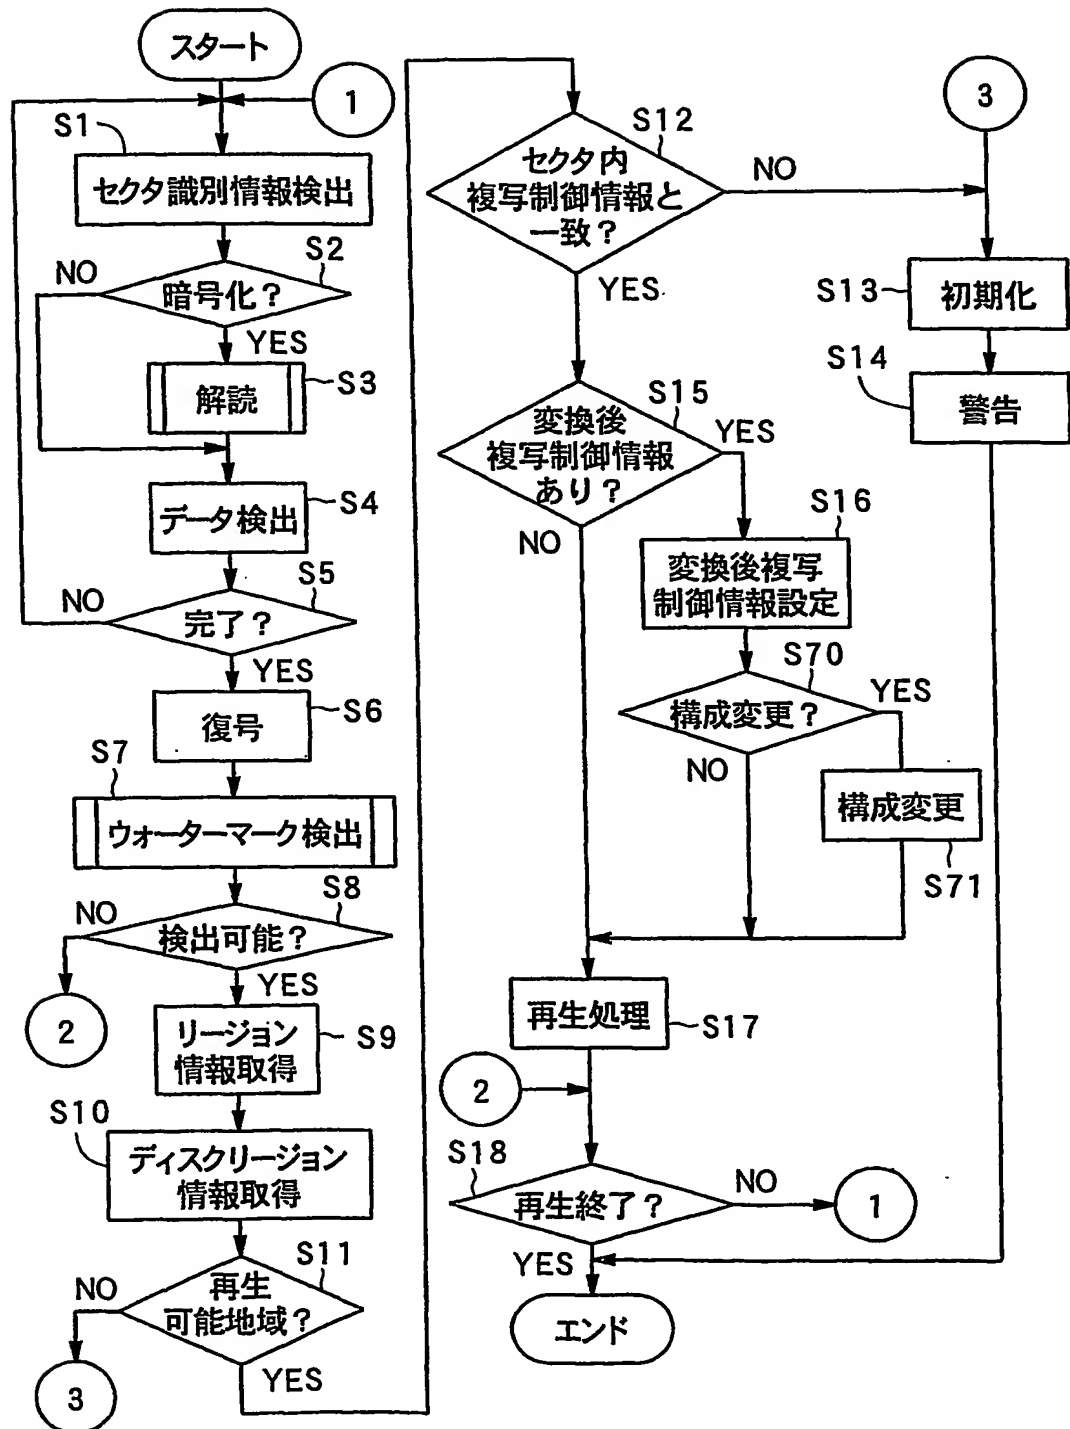 スタート
1
S1
セクタ識別情報検出
S2
NO
暗号化？
YES
S3
解読
S4
データ検出
S5
NO
完了？
YES
S6
復号
S7
ウォーターマーク検出
S8
NO
検出可能？
YES
2
S9
リージョン
情報取得
S10
ディスクリージョン
情報取得
S11
NO
再生
可能地域？
YES
3
S12
セクタ内
複写制御情報と
一致？
NO
YES
3
S13
初期化
S14
警告
S15
変換後
複写制御情報
あり？
YES
NO
S16
変換後複写
制御情報設定
S70
構成変更？
YES
NO
構成変更
S71
再生処理
S17
2
S18
再生終了？
NO
1
YES
エンド